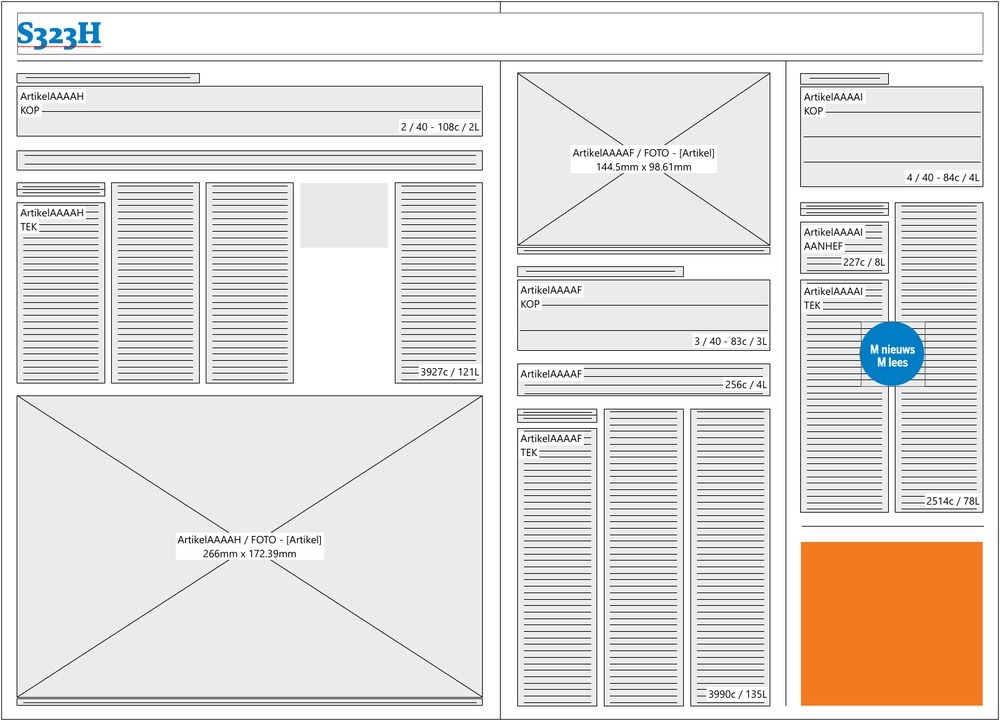 S323H
ArtikelAAAAH
KOP
2 / 40 - 108c / 2L
ArtikelAAAAH
TEK
3927c / 121L
ArtikelAAAAH / FOTO - [Artikel]
266mm x 172.39mm
ArtikelAAAAF / FOTO - [Artikel]
144.5mm x 98.61mm
ArtikelAAAAF
KOP
3 / 40 - 83c / 3L
ArtikelAAAAF
256c / 4L
ArtikelAAAAF
TEK
3990c / 135L
ArtikelAAAAI
KOP
4 / 40 - 84c / 4L
ArtikelAAAAI
AANHEF
227c / 8L
ArtikelAAAAI
TEK
M nieuws
M lees
2514c / 78L